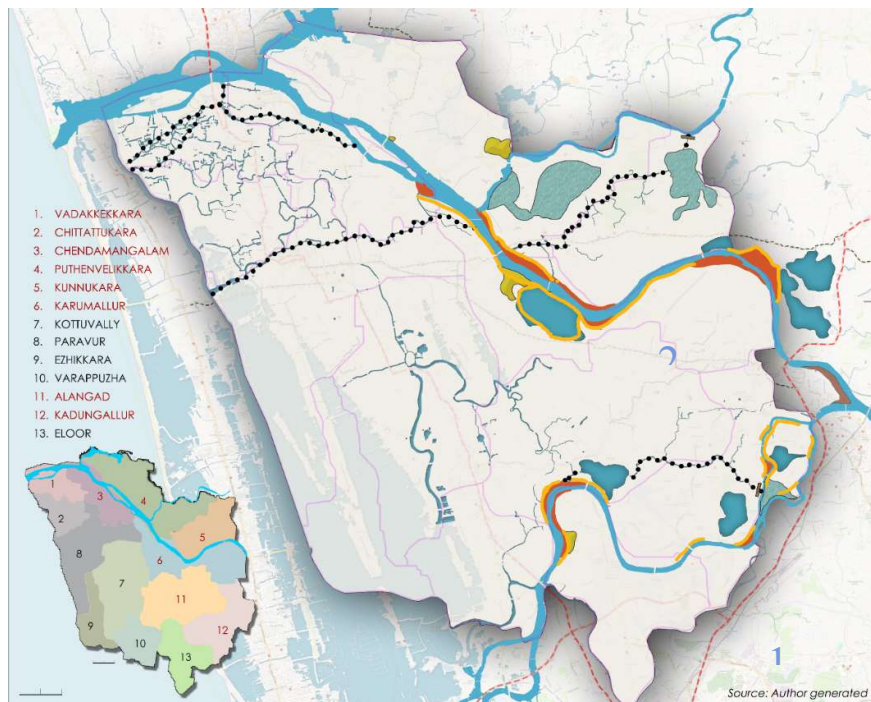 1. VADAKKEKKARA
2. CHITTATTUKARA
3. CHENDAMANGALAM
4. PUTHENVELIKKARA
5. KUNNUKARA
6. KARUMALLUR
7. KOTTUVALLY
8. PARAVUR
9. EZHIKKARA
10. VARAPPUZHA
11. ALANGAD
12. KADUNGALLUR
13. ELOOR
1
2
3
4
5
6
7
8
9
10
11
12
13
1
Source: Author generated